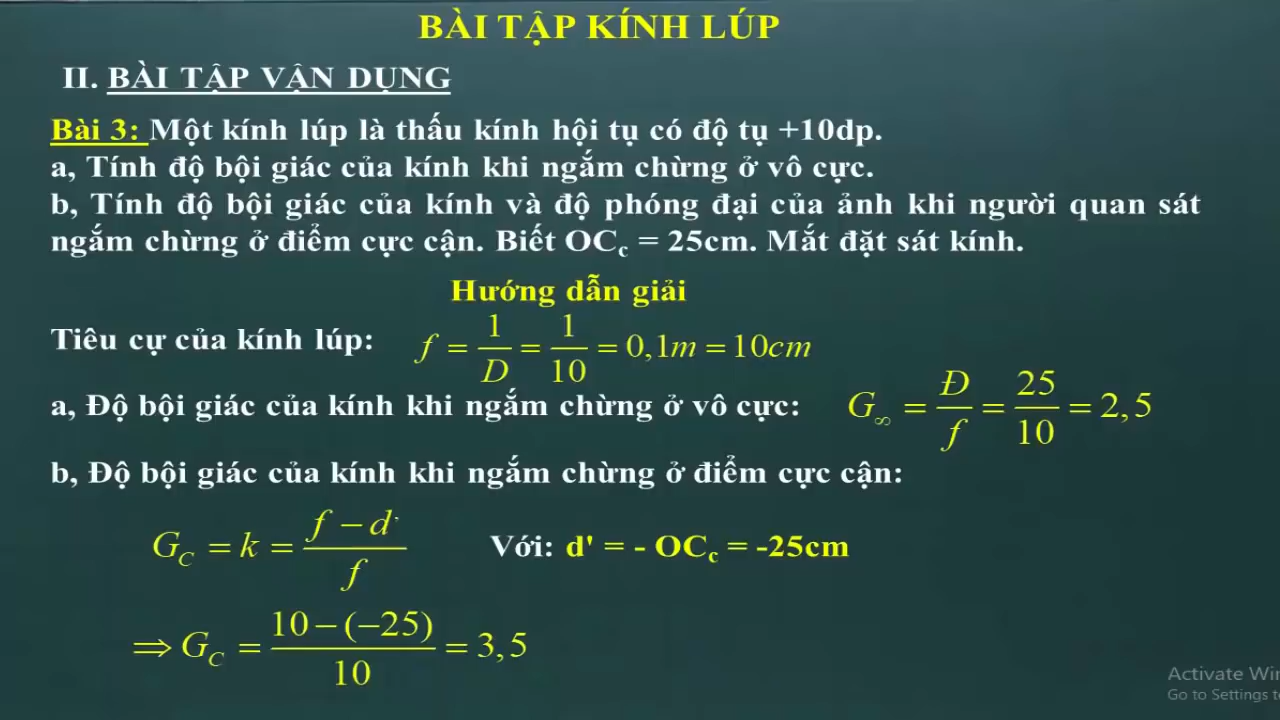 BÀI TẬP KÍNH LÚP
II. BÀI TẬP VẬN DỤNG
Bài 3: Một kính lúp là thấu kính hội tụ có độ tụ +10dp.
a, Tính độ bội giác của kính khi ngắm chừng ở vô cực.
b, Tính độ bội giác của kính và độ phóng đại của ảnh khi người quan sát
ngắm chừng ở điểm cực cận. Biết OCc = 25cm. Mắt đặt sát kính.
Hướng dẫn giải
Tiêu cự của kính lúp: f = 1/D = 1/10 = 0,1m = 10cm
a, Độ bội giác của kính khi ngắm chừng ở vô cực: G∞ = Đ/f = 25/10 = 2,5
b, Độ bội giác của kính khi ngắm chừng ở điểm cực cận:
G_C = k = (f − d')/f Với: d' = - OCc = -25cm
⇒ G_C = (10 − (−25))/10 = 3,5
Activate Win
Go to Settings t